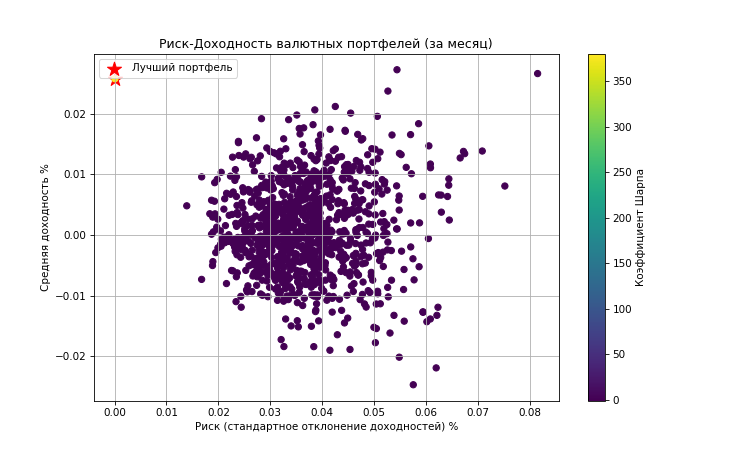 Риск-Доходность валютных портфелей (за месяц)
Лучший портфель
Средняя доходность %
0.02
0.01
0.00
−0.01
−0.02
0.00 0.01 0.02 0.03 0.04 0.05 0.06 0.07 0.08
Риск (стандартное отклонение доходностей) %
350
300
250
200
150
100
50
0
Коэффициент Шарпа